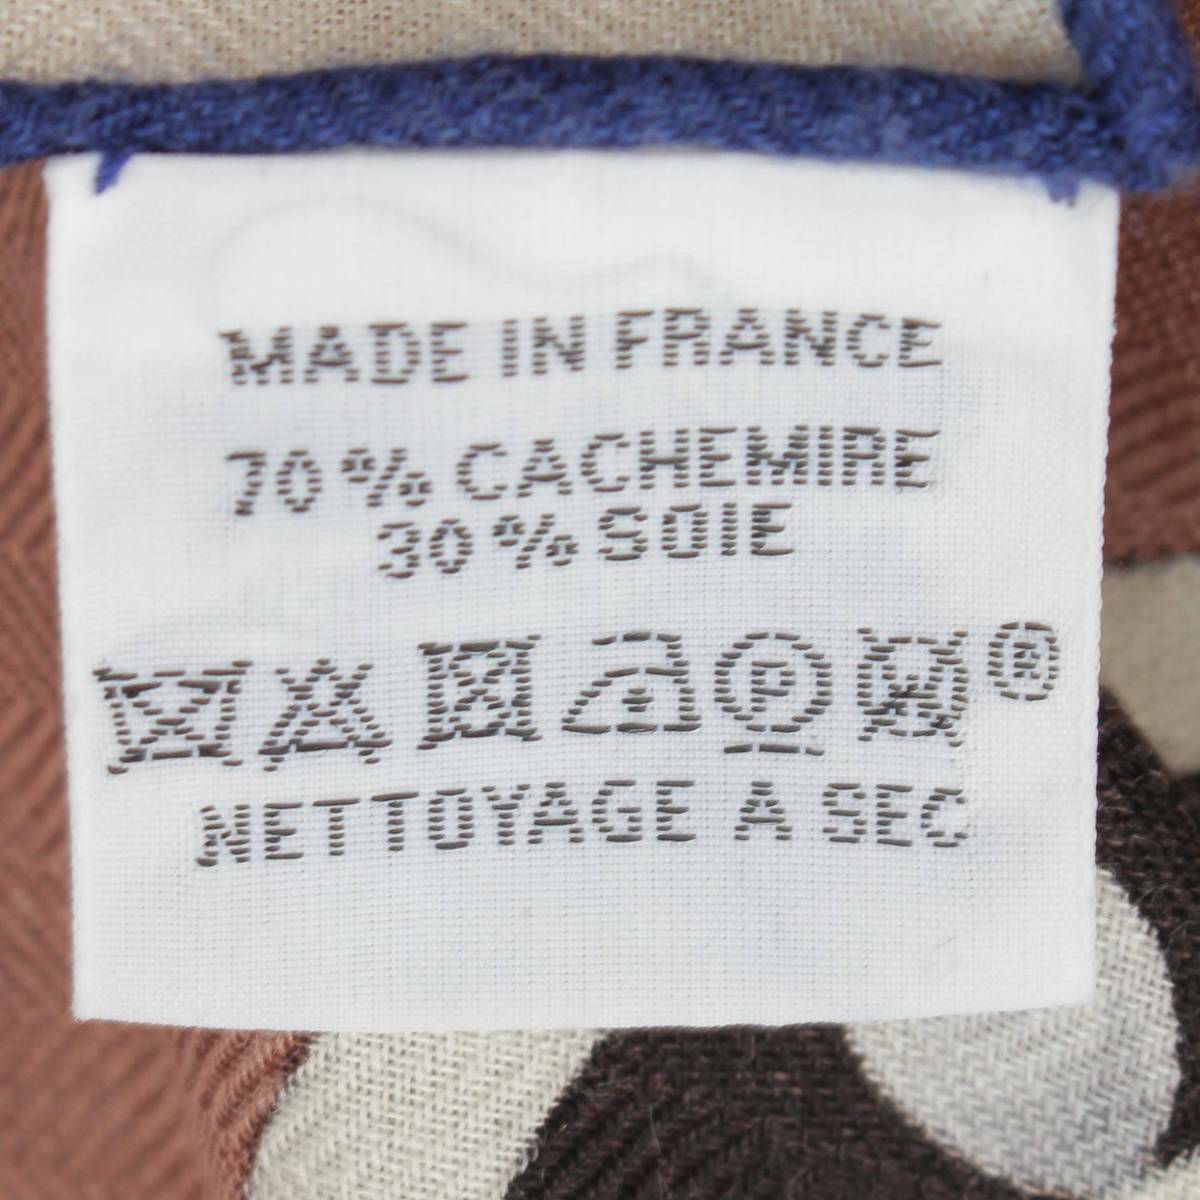 MADE IN FRANCE
70% CACHEMIRE
30% SOIE
P ®
NETTOYAGE A SEC